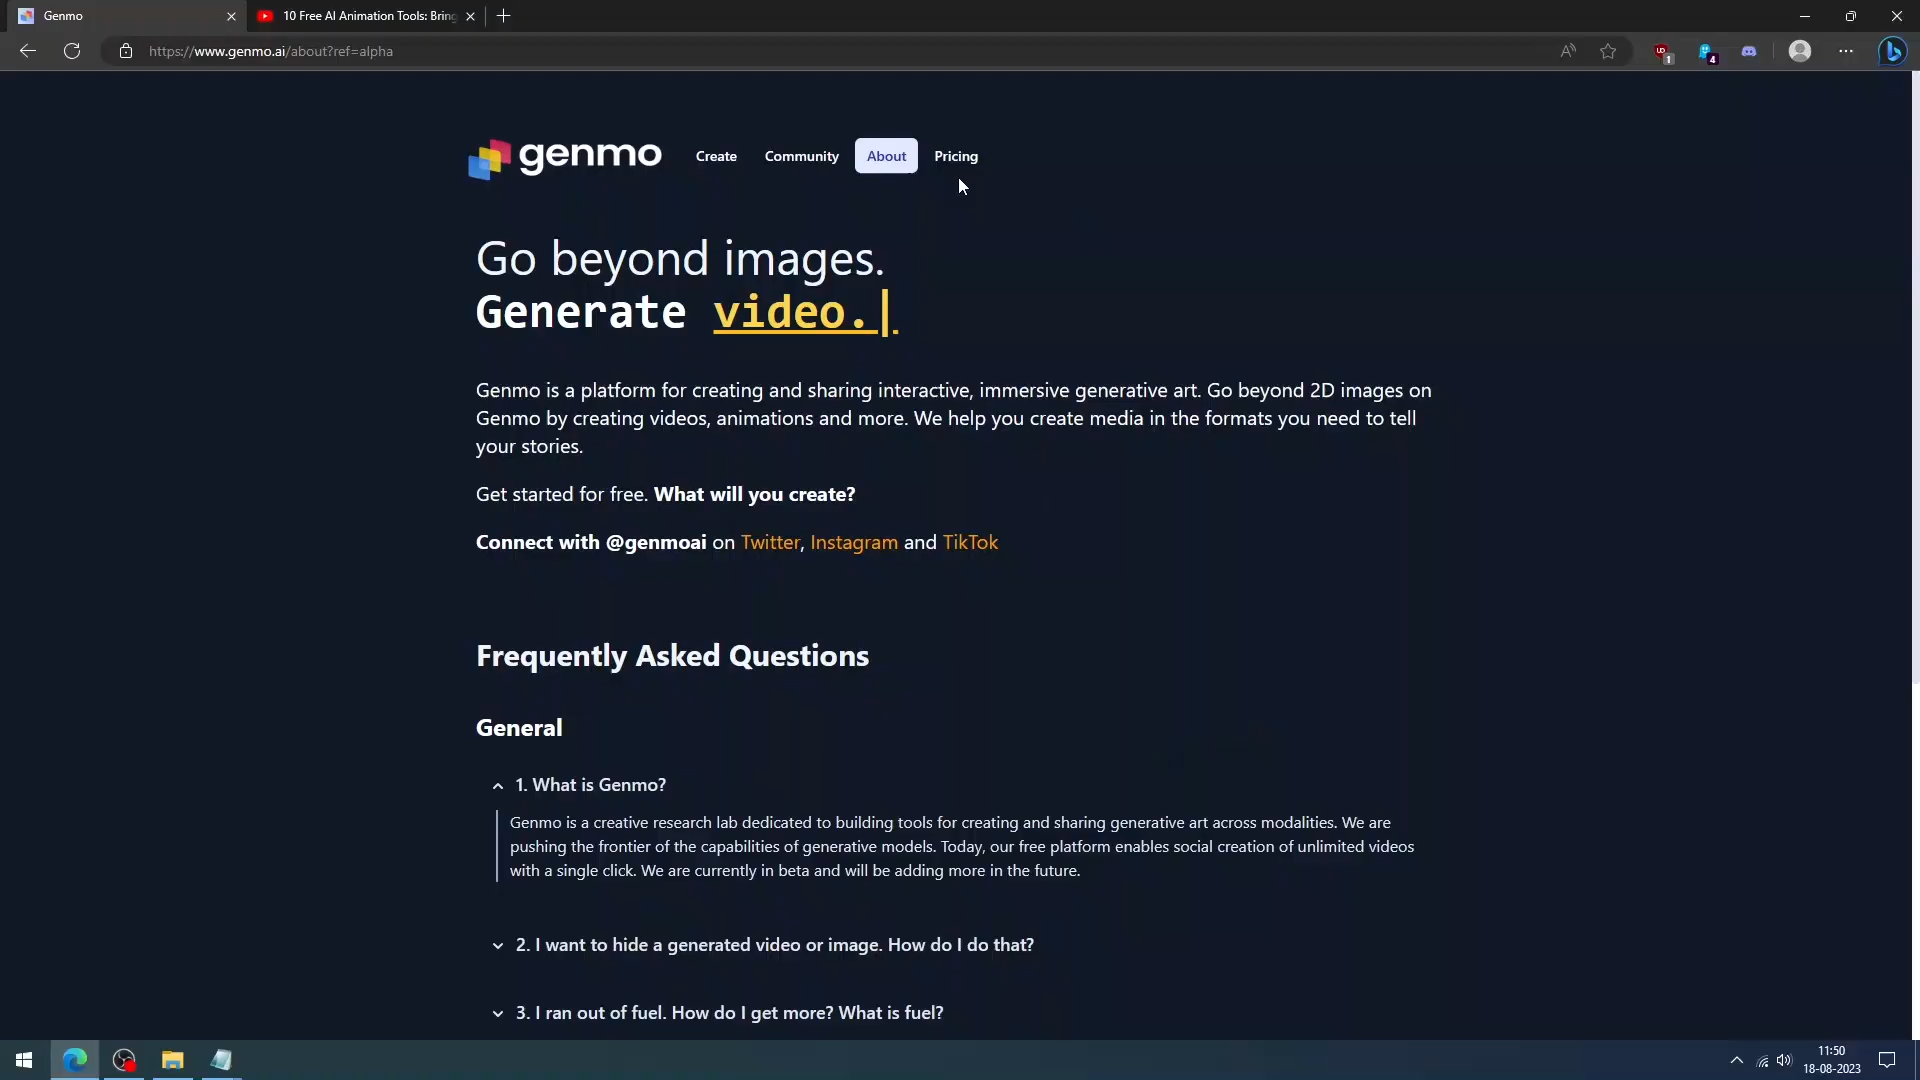 Genmo
10 Free AI Animation Tools: Bring
https://www.genmo.ai/about?ref=alpha
1
4
genmo
Create
Community
About
Pricing
Go beyond images.
Generate video.
Genmo is a platform for creating and sharing interactive, immersive generative art. Go beyond 2D images on
Genmo by creating videos, animations and more. We help you create media in the formats you need to tell
your stories.
Get started for free. What will you create?
Connect with @genmoai on Twitter, Instagram and TikTok
Frequently Asked Questions
General
1. What is Genmo?
Genmo is a creative research lab dedicated to building tools for creating and sharing generative art across modalities. We are
pushing the frontier of the capabilities of generative models. Today, our free platform enables social creation of unlimited videos
with a single click. We are currently in beta and will be adding more in the future.
2. I want to hide a generated video or image. How do I do that?
3. I ran out of fuel. How do I get more? What is fuel?
11:50
18-08-2023